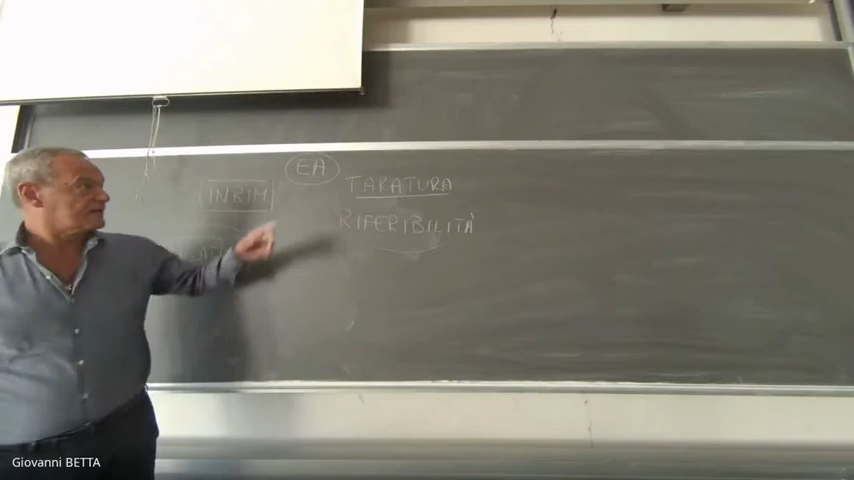 EA
INRIM
TARATURA
RIFERIBILITÀ
Giovanni BETTA